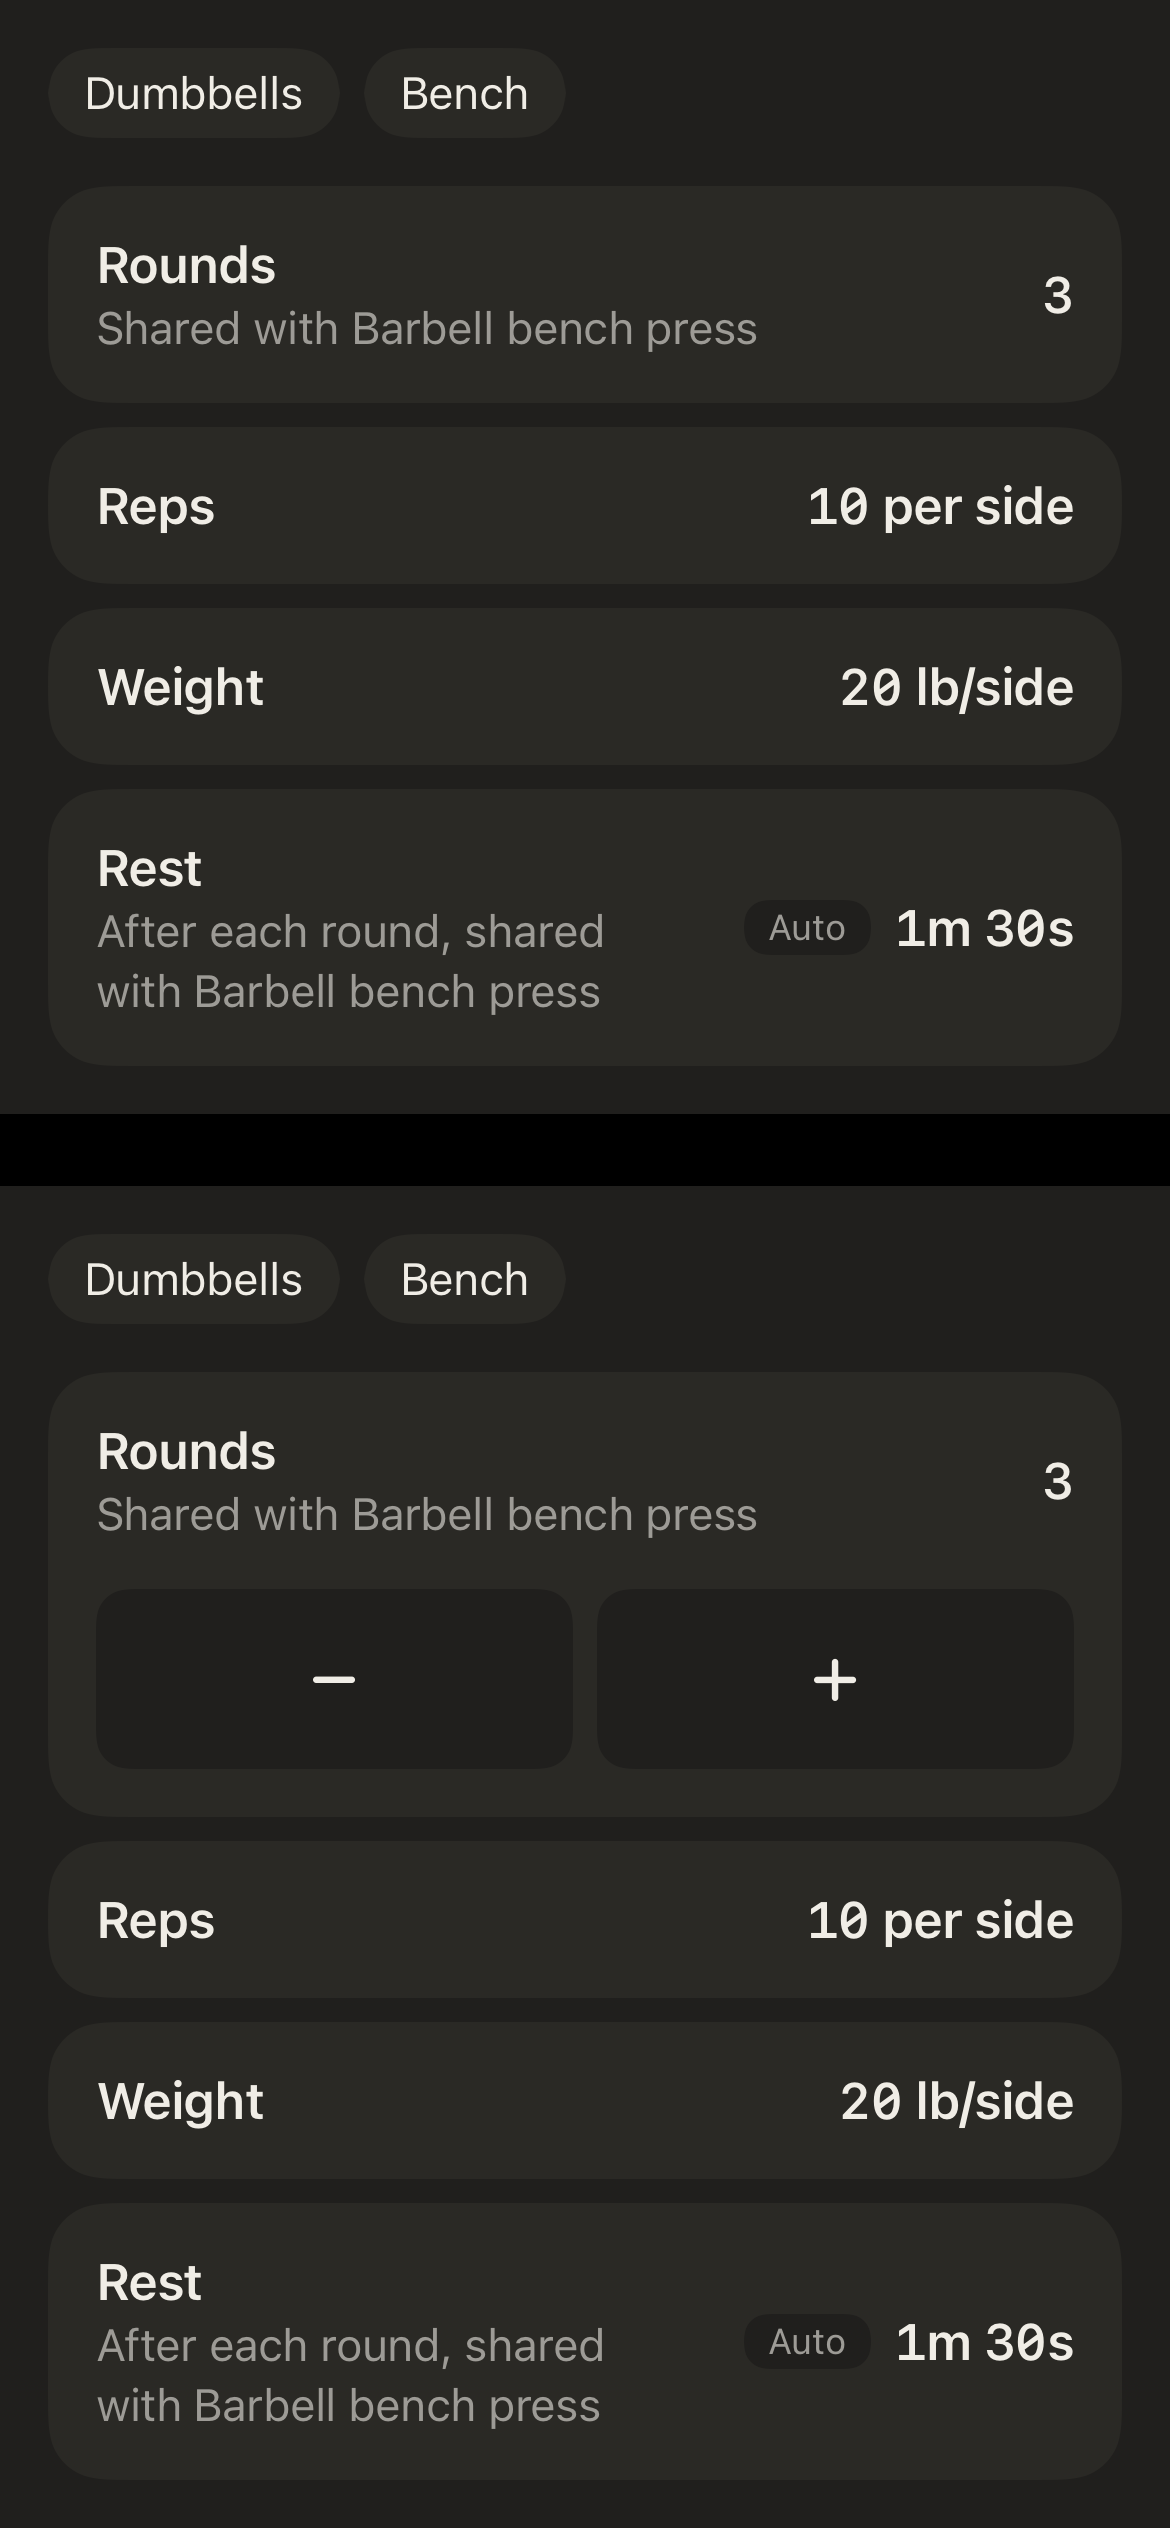 Dumbbells Bench
Rounds
Shared with Barbell bench press
3
Reps 10 per side
Weight 20 lb/side
Rest
After each round, shared
with Barbell bench press
Auto 1m 30s
Dumbbells Bench
Rounds
Shared with Barbell bench press
3
− +
Reps 10 per side
Weight 20 lb/side
Rest
After each round, shared
with Barbell bench press
Auto 1m 30s